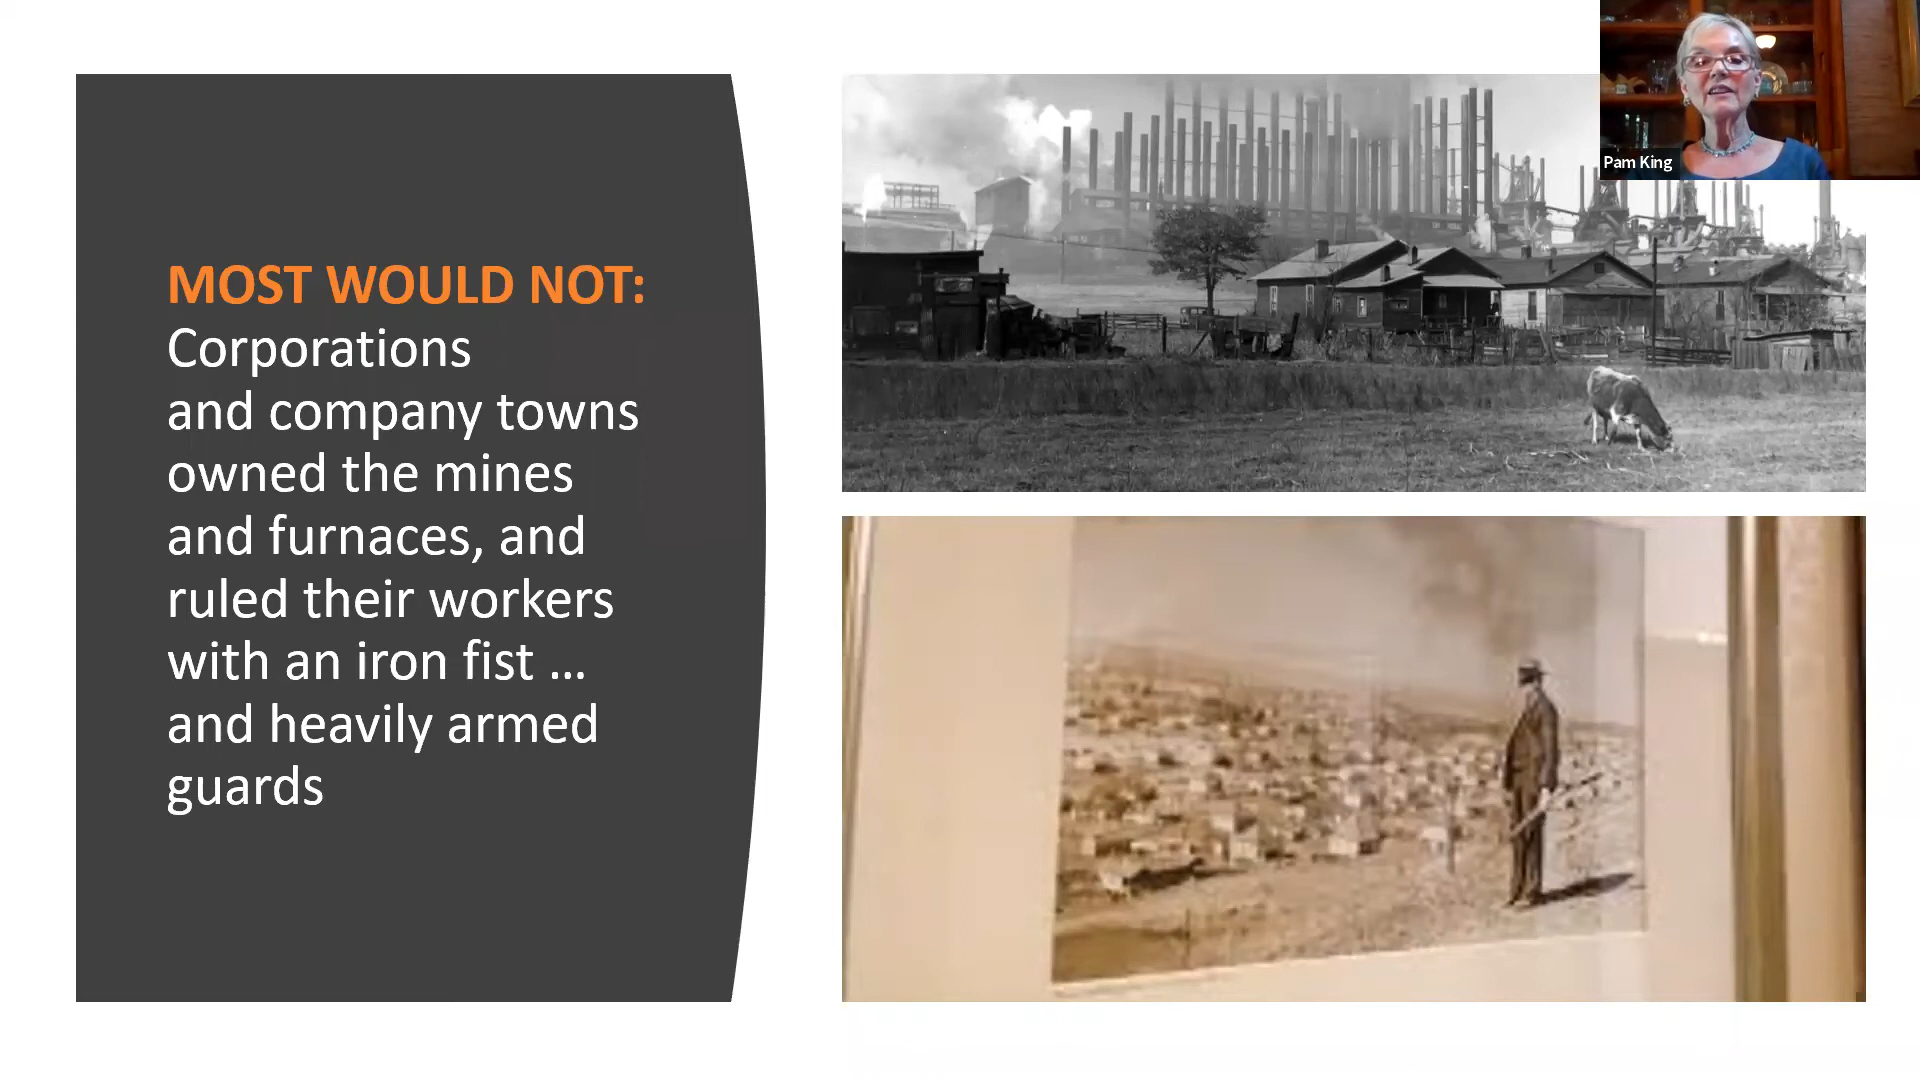 Pam King
MOST WOULD NOT:
Corporations
and company towns
owned the mines
and furnaces, and
ruled their workers
with an iron fist …
and heavily armed
guards